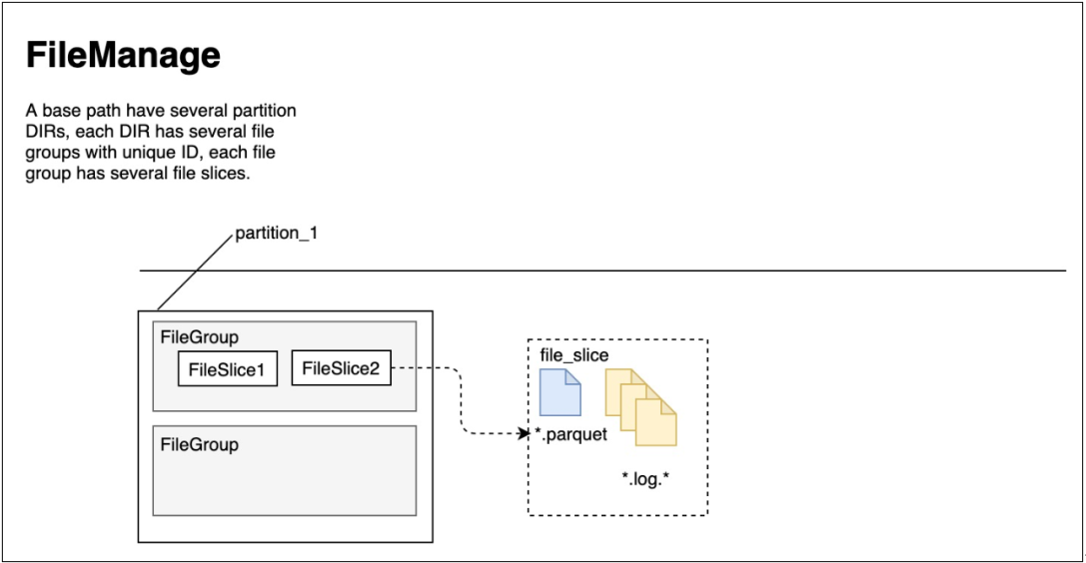 FileManage
A base path have several partition
DIRs, each DIR has several file
groups with unique ID, each file
group has several file slices.
partition_1
FileGroup
FileSlice1
FileSlice2
FileGroup
file_slice
*.parquet
*.log.*